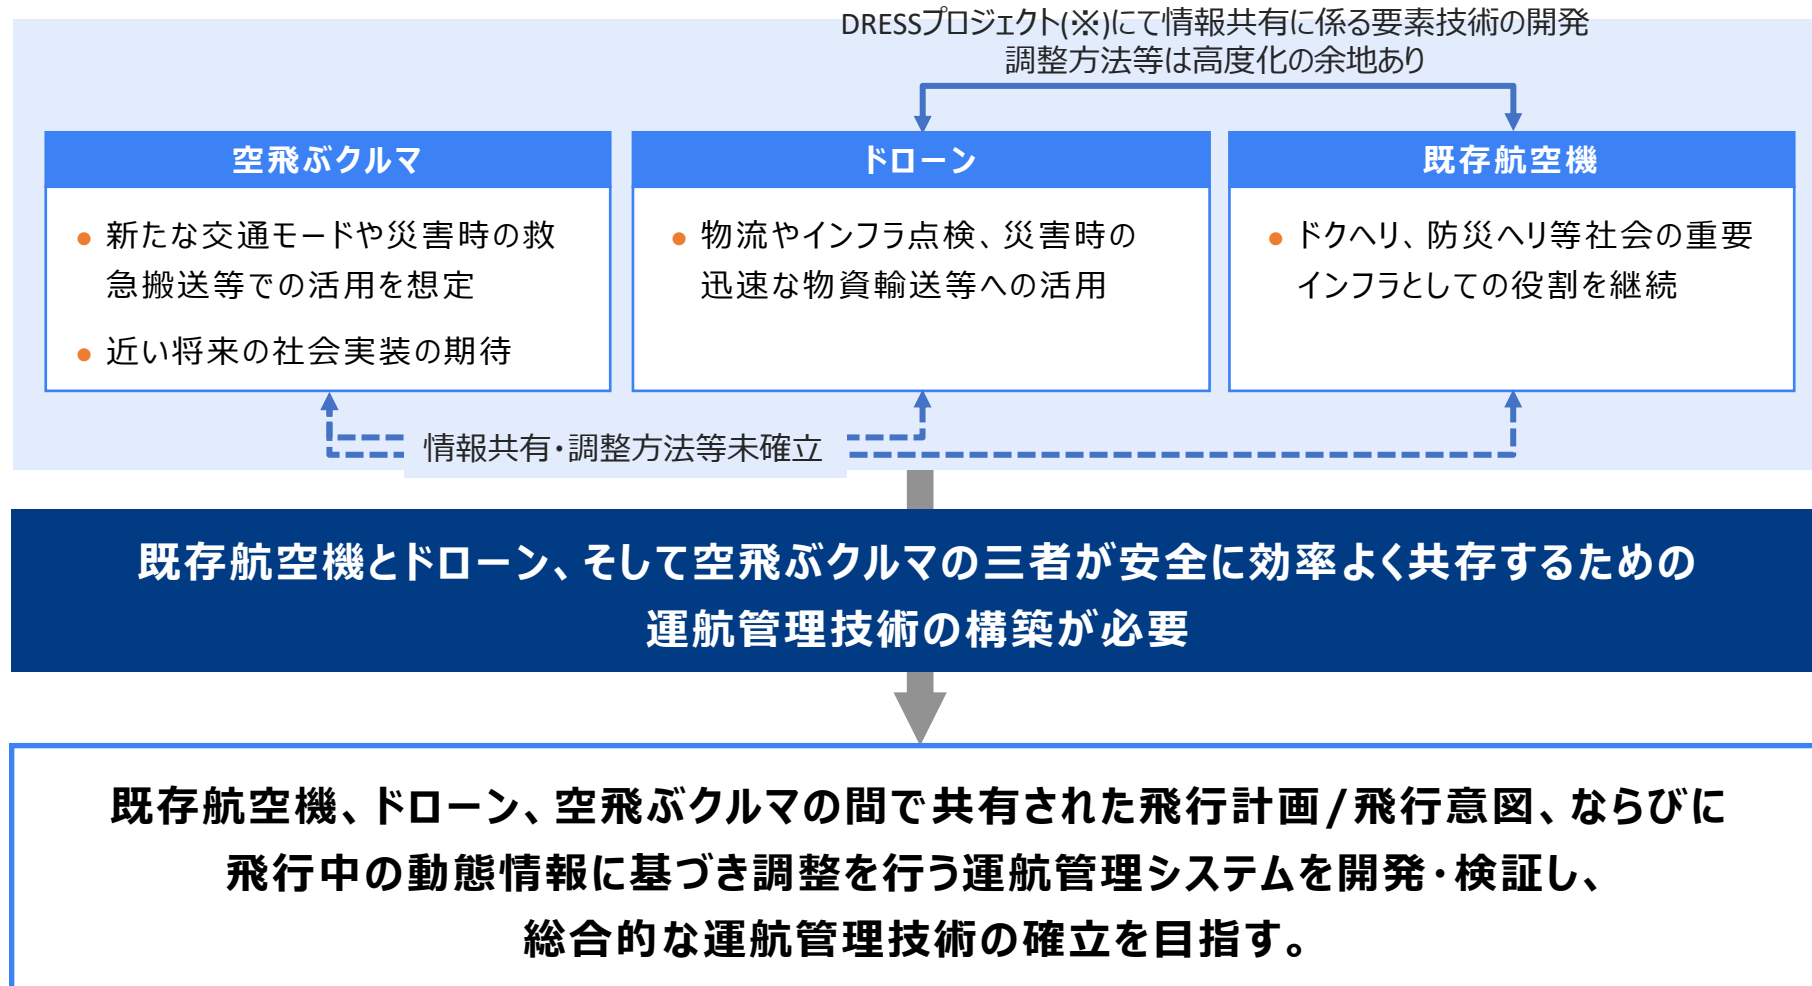 DRESSプロジェクト(※)にて情報共有に係る要素技術の開発
調整方法等は高度化の余地あり
空飛ぶクルマ
● 新たな交通モードや災害時の救
急搬送等での活用を想定
● 近い将来の社会実装の期待
ドローン
● 物流やインフラ点検、災害時の
迅速な物資輸送等への活用
既存航空機
● ドクヘリ、防災ヘリ等社会の重要
インフラとしての役割を継続
情報共有・調整方法等未確立
既存航空機とドローン、そして空飛ぶクルマの三者が安全に効率よく共存するための
運航管理技術の構築が必要
既存航空機、ドローン、空飛ぶクルマの間で共有された飛行計画/飛行意図、ならびに
飛行中の動態情報に基づき調整を行う運航管理システムを開発・検証し、
総合的な運航管理技術の確立を目指す。